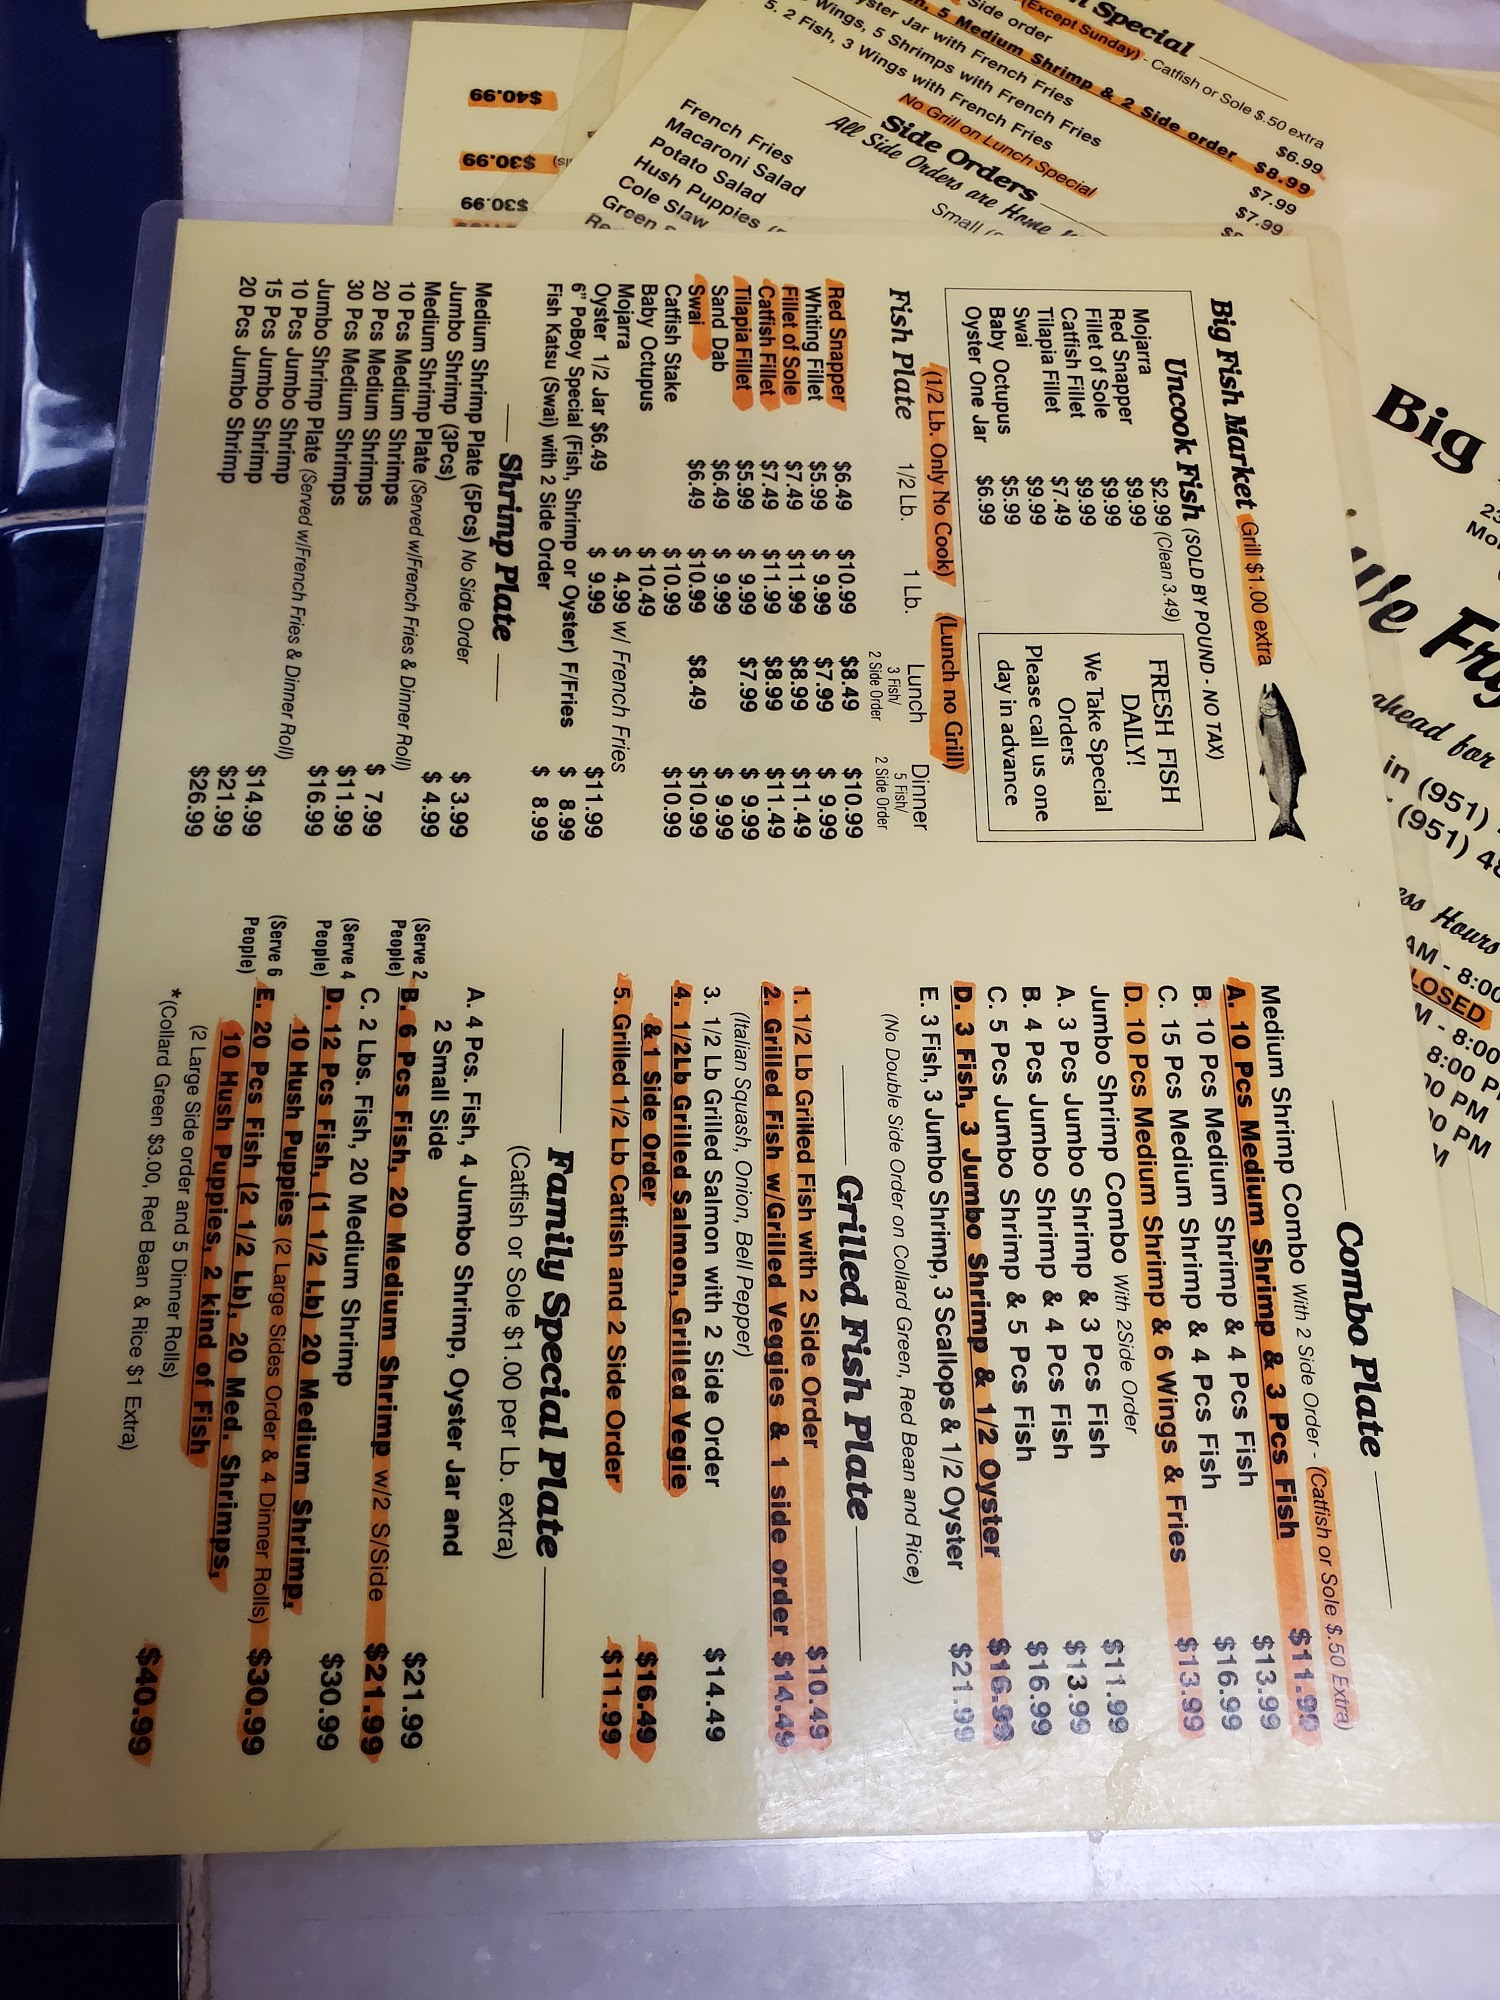 Big Fish Market Grill $1.00 extra
Uncook Fish (SOLD BY POUND - NO TAX)
Mojarra $2.99 (Clean 3.49)
Red Snapper $9.99
Fillet of Sole $9.99
Catfish Fillet $9.99
Tilapia Fillet $7.49
Swai $9.99
Baby Octupus $5.99
Oyster One Jar $6.99
FRESH FISH
DAILY!
We Take Special
Orders
Please call us one
day in advance
(1/2 Lb. Only No Cook) (Lunch no Grill)
Fish Plate 1/2 Lb. 1 Lb. Lunch Dinner
3 Fish/ 5 Fish/
2 Side Order 2 Side Order
Red Snapper $6.49 $10.99 $8.49 $10.99
Whiting Fillet $5.99 $ 9.99 $7.99 $ 9.99
Fillet of Sole $7.49 $11.99 $8.99 $11.49
Catfish Fillet $7.49 $11.99 $8.99 $11.49
Tilapia Fillet $5.99 $ 9.99 $7.99 $ 9.99
Sand Dab $6.49 $ 9.99 $ 9.99
Swai $6.49 $10.99 $8.49 $10.99
Catfish Stake $10.99 $10.99
Baby Octupus $10.49
Mojarra $ 4.99 w/ French Fries
Oyster 1/2 Jar $6.49 $ 9.99 $11.99
6" PoBoy Special (Fish, Shrimp or Oyster) F/Fries $ 8.99
Fish Katsu (Swai) with 2 Side Order $ 8.99
Shrimp Plate
Medium Shrimp Plate (5Pcs) No Side Order $ 3.99
Jumbo Shrimp (3Pcs) $ 4.99
Medium Shrimp Plate (Served w/French Fries & Dinner Roll)
10 Pcs Medium Shrimps $ 7.99
20 Pcs Medium Shrimps $11.99
30 Pcs Medium Shrimps $16.99
Jumbo Shrimp Plate (Served w/French Fries & Dinner Roll)
10 Pcs Jumbo Shrimp $14.99
15 Pcs Jumbo Shrimp $21.99
20 Pcs Jumbo Shrimp $26.99
Combo Plate
Medium Shrimp Combo With 2 Side Order - (Catfish or Sole $.50 Extra)
A. 10 Pcs Medium Shrimp & 3 Pcs Fish $11.99
B. 10 Pcs Medium Shrimp & 4 Pcs Fish $13.99
C. 15 Pcs Medium Shrimp & 4 Pcs Fish $16.99
D. 10 Pcs Medium Shrimp & 6 Wings & Fries $13.99
Jumbo Shrimp Combo With 2Side Order
A. 3 Pcs Jumbo Shrimp & 3 Pcs Fish $11.99
B. 4 Pcs Jumbo Shrimp & 4 Pcs Fish $13.99
C. 5 Pcs Jumbo Shrimp & 5 Pcs Fish $16.99
D. 3 Fish, 3 Jumbo Shrimp & 1/2 Oyster $16.99
E. 3 Fish, 3 Jumbo Shrimp, 3 Scallops & 1/2 Oyster $21.99
(No Double Side Order on Collard Green, Red Bean and Rice)
Grilled Fish Plate
1. 1/2 Lb Grilled Fish with 2 Side Order $10.49
2. Grilled Fish w/Grilled Veggies & 1 side order $14.49
(Italian Squash, Onion, Bell Pepper)
3. 1/2 Lb Grilled Salmon with 2 Side Order $14.49
4. 1/2Lb Grilled Salmon, Grilled Vegie
& 1 Side Order $16.49
5. Grilled 1/2 Lb Catfish and 2 Side Order $11.99
Family Special Plate
(Catfish or Sole $1.00 per Lb. extra)
A. 4 Pcs. Fish, 4 Jumbo Shrimp, Oyster Jar and
2 Small Side $21.99
(Serve 2 People) B. 6 Pcs Fish, 20 Medium Shrimp w/2 S/Side $21.99
C. 2 Lbs. Fish, 20 Medium Shrimp $30.99
(Serve 4 People) D. 12 Pcs Fish, (1 1/2 Lb) 20 Medium Shrimp,
10 Hush Puppies (2 Large Sides Order & 4 Dinner Rolls) $30.99
(Serve 6 People) E. 20 Pcs Fish (2 1/2 Lb), 20 Med. Shrimps,
10 Hush Puppies, 2 kind of Fish
(2 Large Side order and 5 Dinner Rolls) $40.99
*(Collard Green $3.00, Red Bean & Rice $1 Extra)
Special
(Except Sunday) - Catfish or Sole $.50 extra
Side order $6.99
5 Medium Shrimp & 2 Side order $8.99
Jar with French Fries $7.99
Wings, 5 Shrimps with French Fries $7.99
5. 2 Fish, 3 Wings with French Fries
No Grill on Lunch Special
Side Orders
All Side Orders are Home
Small
French Fries
Macaroni Salad
Potato Salad
Hush Puppies
Cole Slaw
Green
$40.99
$30.99
$30.99
Big
We Fry
ahead for
in (951)
(951) 48
Hours
AM - 8:00
CLOSED
M - 8:00
8:00 P
00 PM
00 PM